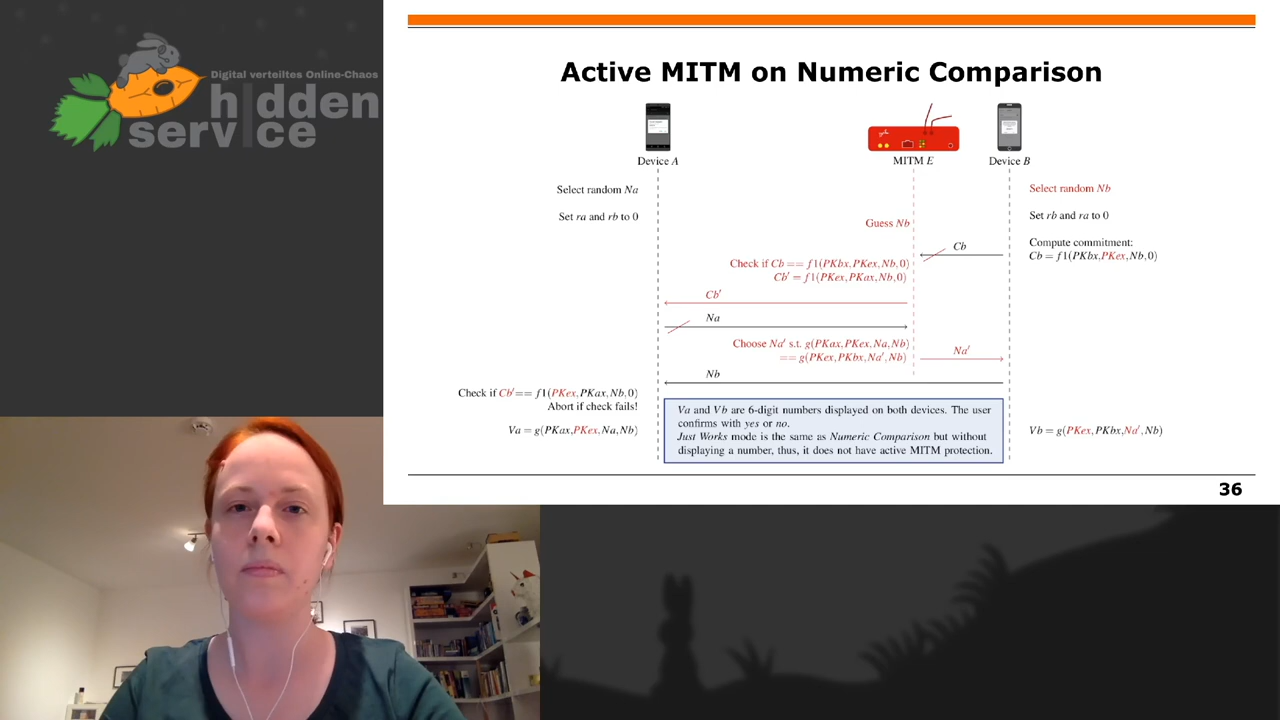 Digital verteiltes Online-Chaos
hidden
service
Active MITM on Numeric Comparison
Device A
MITM E
Device B
Select random Na
Select random Nb
Set ra and rb to 0
Set rb and ra to 0
Guess Nb
Compute commitment:
Cb = f1(PKbx,PKex,Nb,0)
Cb
Check if Cb == f1(PKbx,PKex,Nb,0)
Cb′ = f1(PKex,PKax,Nb,0)
Cb′
Na
Choose Na′ s.t. g(PKax,PKex,Na,Nb)
== g(PKex,PKbx,Na′,Nb)
Na′
Nb
Check if Cb′== f1(PKex,PKax,Nb,0)
Abort if check fails!
Va = g(PKax,PKex,Na,Nb)
Va and Vb are 6-digit numbers displayed on both devices. The user
confirms with yes or no.
Just Works mode is the same as Numeric Comparison but without
displaying a number, thus, it does not have active MITM protection.
Vb = g(PKex,PKbx,Na′,Nb)
36